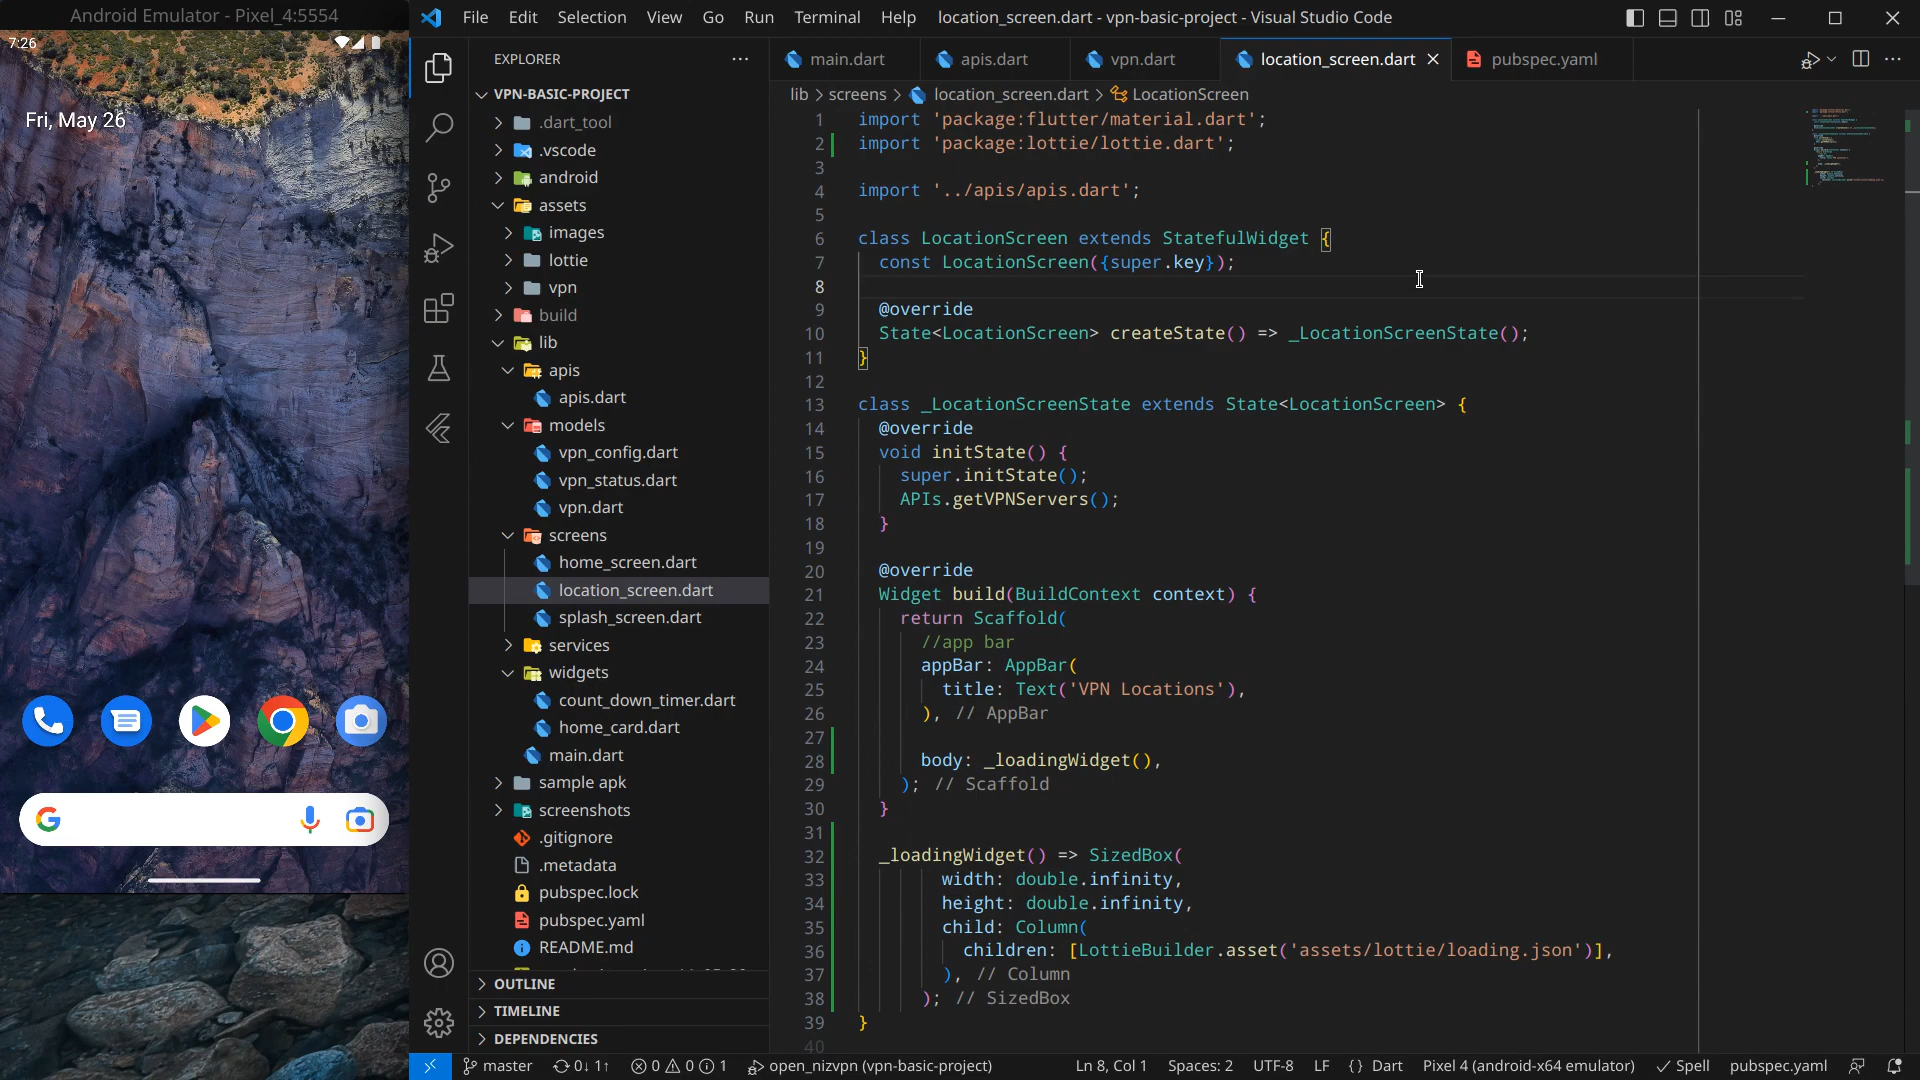 Android Emulator - Pixel_4:5554
7:26
Fri, May 26
File Edit Selection View Go Run Terminal Help
location_screen.dart - vpn-basic-project - Visual Studio Code
EXPLORER
VPN-BASIC-PROJECT
.dart_tool
.vscode
android
assets
images
lottie
vpn
build
lib
apis
apis.dart
models
vpn_config.dart
vpn_status.dart
vpn.dart
screens
home_screen.dart
location_screen.dart
splash_screen.dart
services
widgets
count_down_timer.dart
home_card.dart
main.dart
sample apk
screenshots
.gitignore
.metadata
pubspec.lock
pubspec.yaml
README.md
OUTLINE
TIMELINE
DEPENDENCIES
main.dart apis.dart vpn.dart location_screen.dart pubspec.yaml
lib > screens > location_screen.dart > LocationScreen
1 import 'package:flutter/material.dart';
2 import 'package:lottie/lottie.dart';
3
4 import '../apis/apis.dart';
5
6 class LocationScreen extends StatefulWidget {
7 const LocationScreen({super.key});
8
9 @override
10 State<LocationScreen> createState() => _LocationScreenState();
11 }
12
13 class _LocationScreenState extends State<LocationScreen> {
14 @override
15 void initState() {
16 super.initState();
17 APIs.getVPNServers();
18 }
19
20 @override
21 Widget build(BuildContext context) {
22 return Scaffold(
23 //app bar
24 appBar: AppBar(
25 title: Text('VPN Locations'),
26 ), // AppBar
27
28 body: _loadingWidget(),
29 ); // Scaffold
30 }
31
32 _loadingWidget() => SizedBox(
33 width: double.infinity,
34 height: double.infinity,
35 child: Column(
36 children: [LottieBuilder.asset('assets/lottie/loading.json')],
37 ), // Column
38 ); // SizedBox
39 }
40
master 0↓ 1↑ 0 0 1 open_nizvpn (vpn-basic-project) Ln 8, Col 1 Spaces: 2 UTF-8 LF {} Dart Pixel 4 (android-x64 emulator) Spell pubspec.yaml